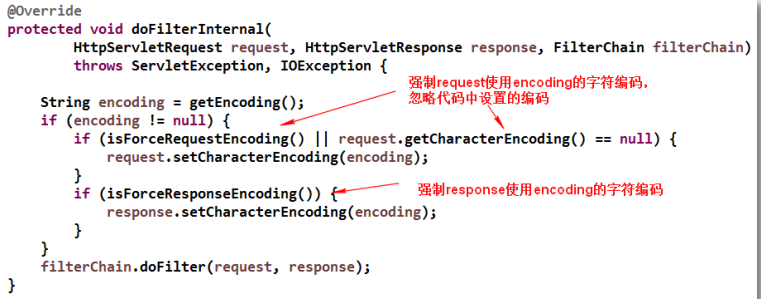 @Override
protected void doFilterInternal(
HttpServletRequest request, HttpServletResponse response, FilterChain filterChain)
throws ServletException, IOException {
强制request使用encoding的字符编码,
忽略代码中设置的编码
String encoding = getEncoding();
if (encoding != null) {
if (isForceRequestEncoding() || request.getCharacterEncoding() == null) {
request.setCharacterEncoding(encoding);
}
if (isForceResponseEncoding()) {
强制response使用encoding的字符编码
response.setCharacterEncoding(encoding);
}
}
filterChain.doFilter(request, response);
}